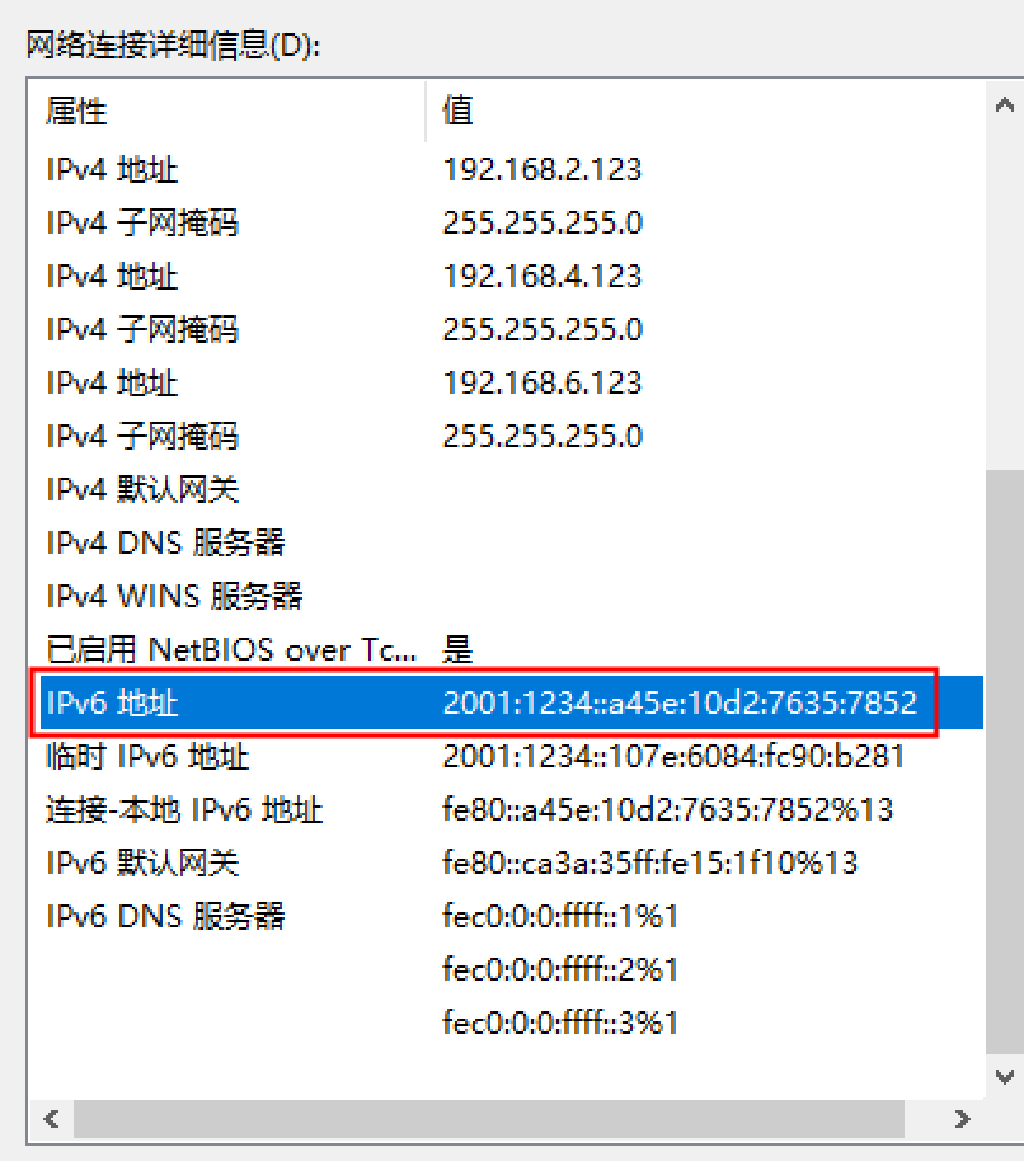 网络连接详细信息(D):
属性 值
IPv4 地址 192.168.2.123
IPv4 子网掩码 255.255.255.0
IPv4 地址 192.168.4.123
IPv4 子网掩码 255.255.255.0
IPv4 地址 192.168.6.123
IPv4 子网掩码 255.255.255.0
IPv4 默认网关
IPv4 DNS 服务器
IPv4 WINS 服务器
已启用 NetBIOS over Tc... 是
IPv6 地址 2001:1234::a45e:10d2:7635:7852
临时 IPv6 地址 2001:1234::107e:6084:fc90:b281
连接-本地 IPv6 地址 fe80::a45e:10d2:7635:7852%13
IPv6 默认网关 fe80::ca3a:35ff:fe15:1f10%13
IPv6 DNS 服务器 fec0:0:0:ffff::1%1
fec0:0:0:ffff::2%1
fec0:0:0:ffff::3%1